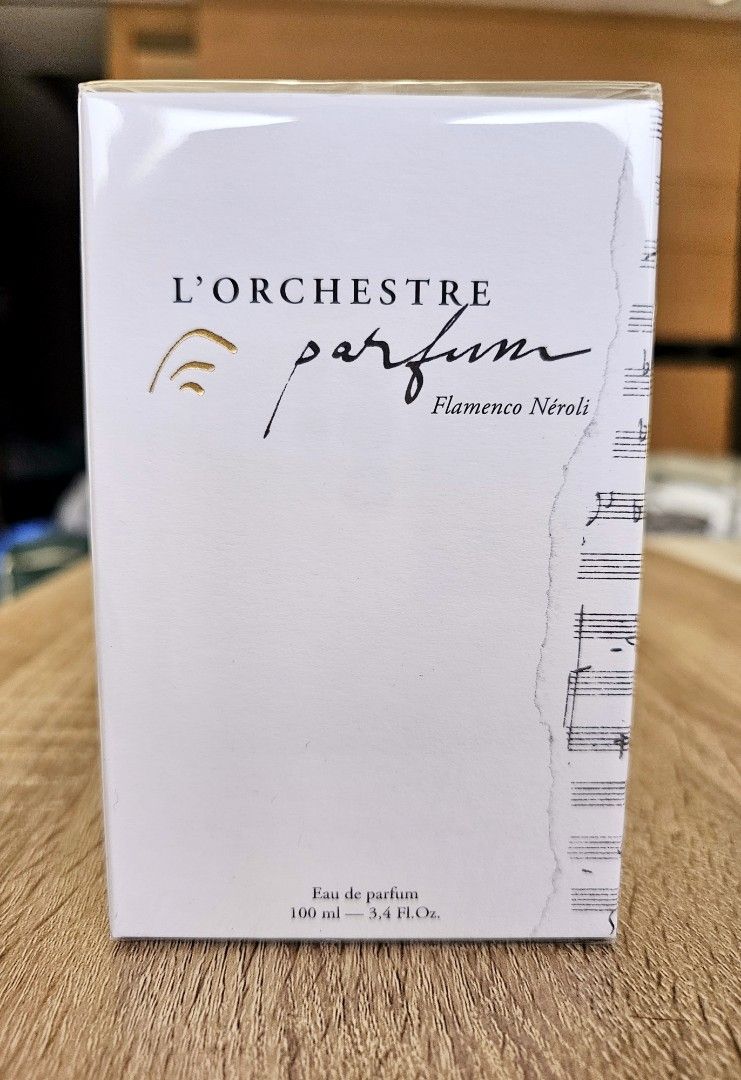 L'ORCHESTRE
parfum
Flamenco Néroli
Eau de parfum
100 ml — 3,4 Fl.Oz.